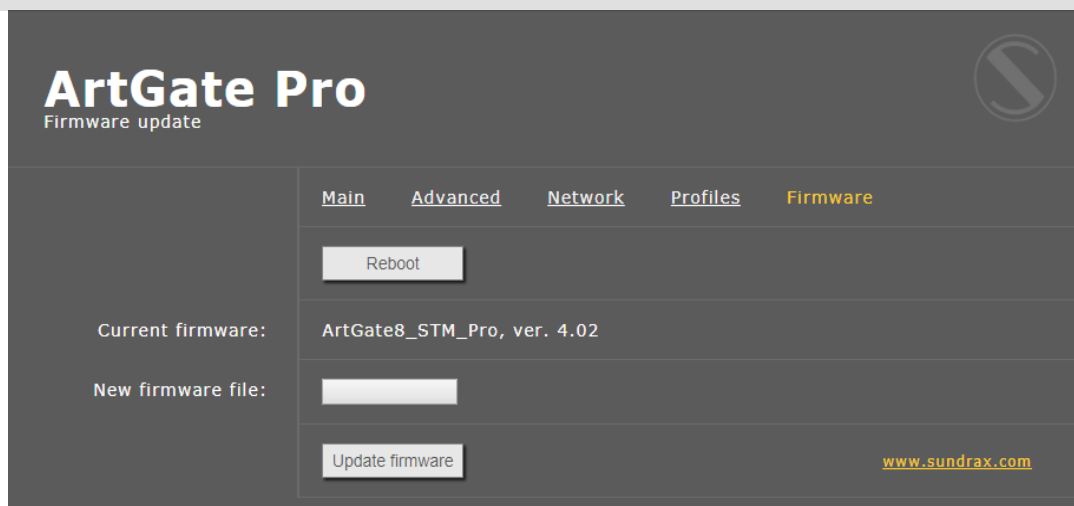 ArtGate Pro
Firmware update
Main Advanced Network Profiles Firmware
Reboot
Current firmware: ArtGate8_STM_Pro, ver. 4.02
New firmware file:
Update firmware www.sundrax.com